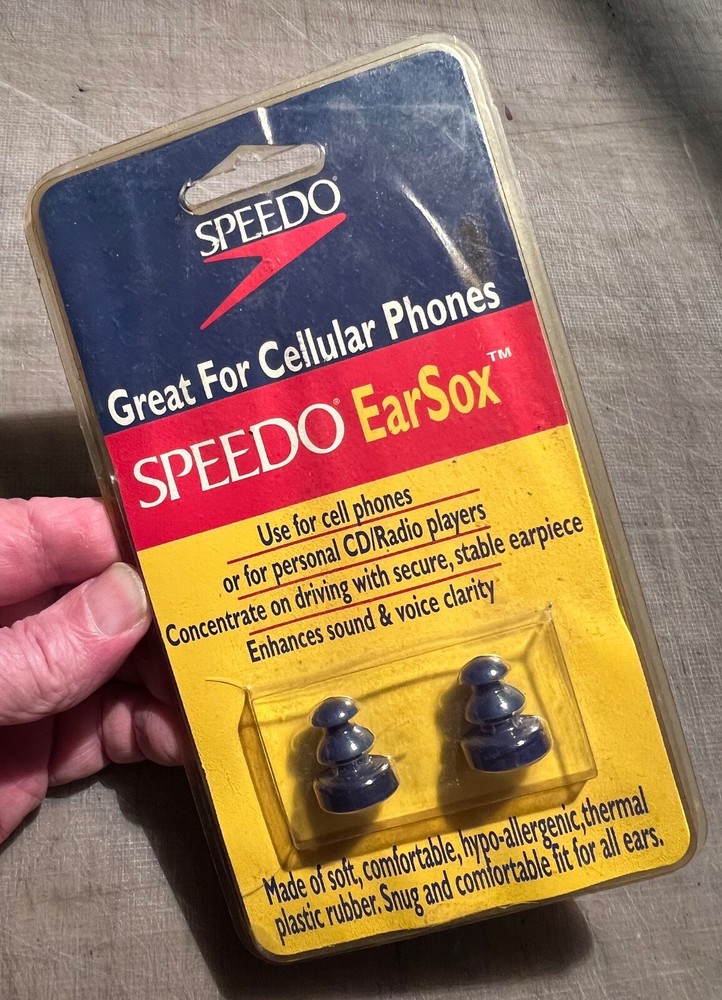 SPEEDO®
Great For Cellular Phones
SPEEDO® EarSox™
Use for cell phones
or for personal CD/Radio players
Concentrate on driving with secure, stable earpiece
Enhances sound & voice clarity
Made of soft, comfortable, hypo-allergenic, thermal
plastic rubber. Snug and comfortable fit for all ears.